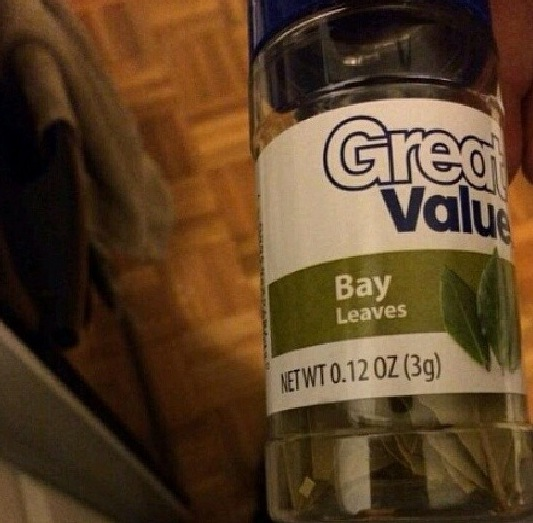 Great
Value
Bay
Leaves
NET WT 0.12 OZ (3g)